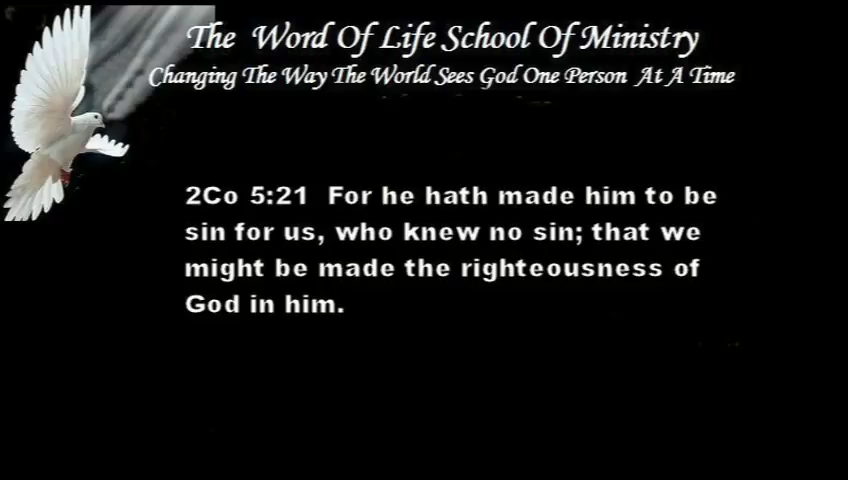 The Word Of Life School Of Ministry
Changing The Way The World Sees God One Person At A Time
2Co 5:21 For he hath made him to be
sin for us, who knew no sin; that we
might be made the righteousness of
God in him.